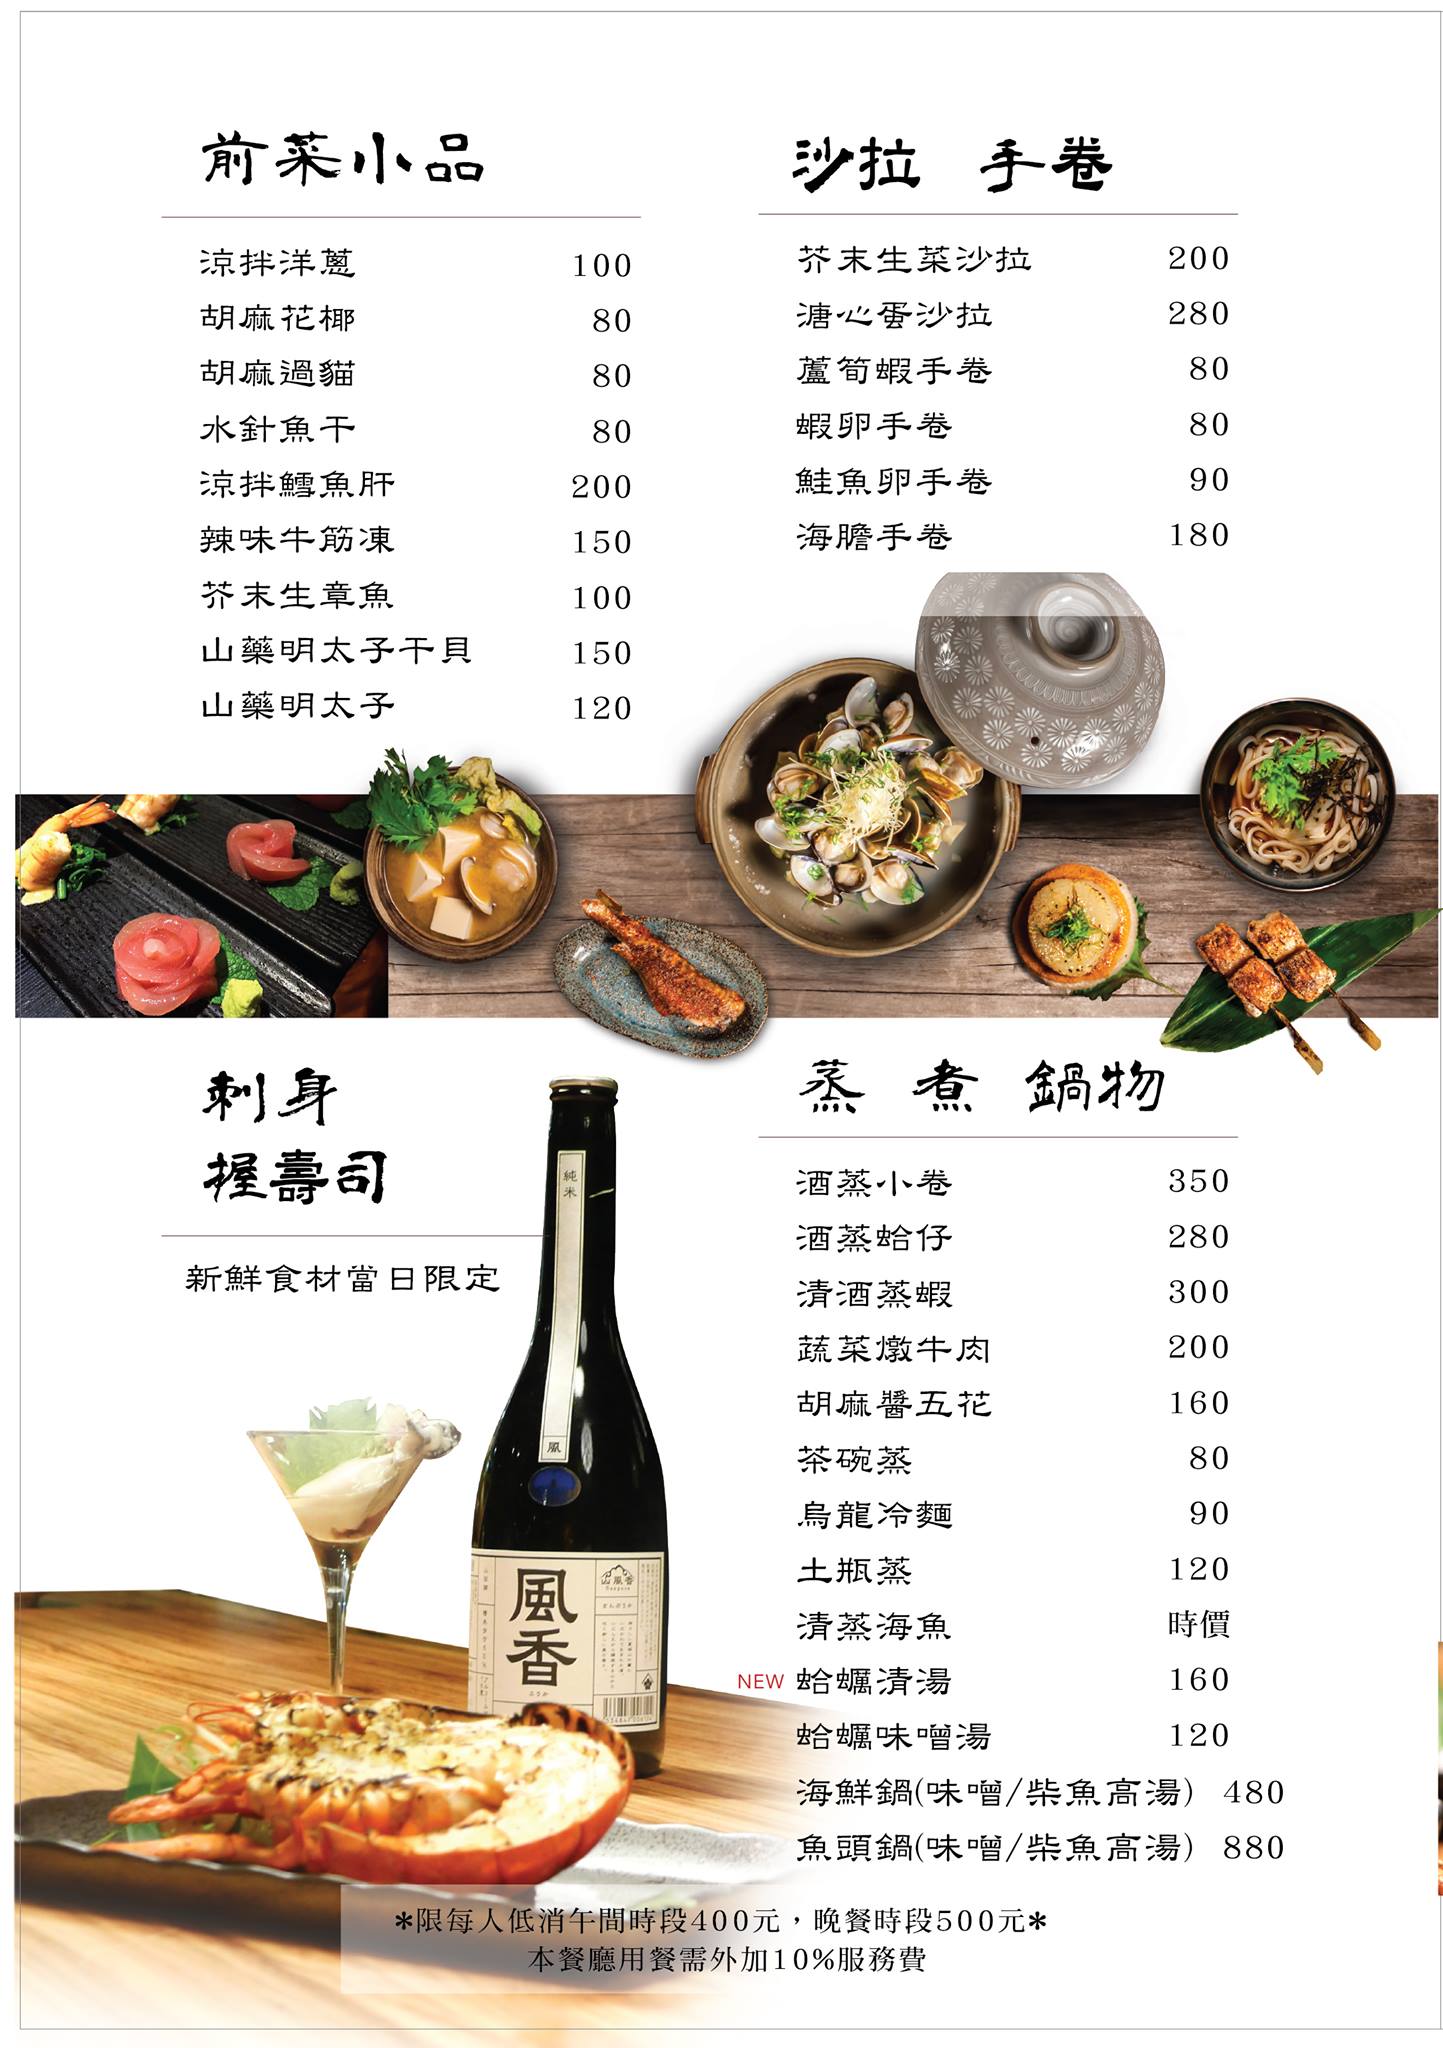 前菜小品
涼拌洋蔥 100
胡麻花椰 80
胡麻過貓 80
水針魚干 80
涼拌鱈魚肝 200
辣味牛筋凍 150
芥末生章魚 100
山藥明太子干貝 150
山藥明太子 120
沙拉 手卷
芥末生菜沙拉 200
溏心蛋沙拉 280
蘆筍蝦手卷 80
蝦卵手卷 80
鮭魚卵手卷 90
海膽手卷 180
刺身
握壽司
新鮮食材當日限定
純米
風
風香
山風香
蒸 煮 鍋物
酒蒸小卷 350
酒蒸蛤仔 280
清酒蒸蝦 300
蔬菜燉牛肉 200
胡麻醬五花 160
茶碗蒸 80
烏龍冷麵 90
土瓶蒸 120
清蒸海魚 時價
NEW 蛤蠣清湯 160
蛤蠣味噌湯 120
海鮮鍋(味噌/柴魚高湯) 480
魚頭鍋(味噌/柴魚高湯) 880
*限每人低消午間時段400元，晚餐時段500元*
本餐廳用餐需外加10%服務費